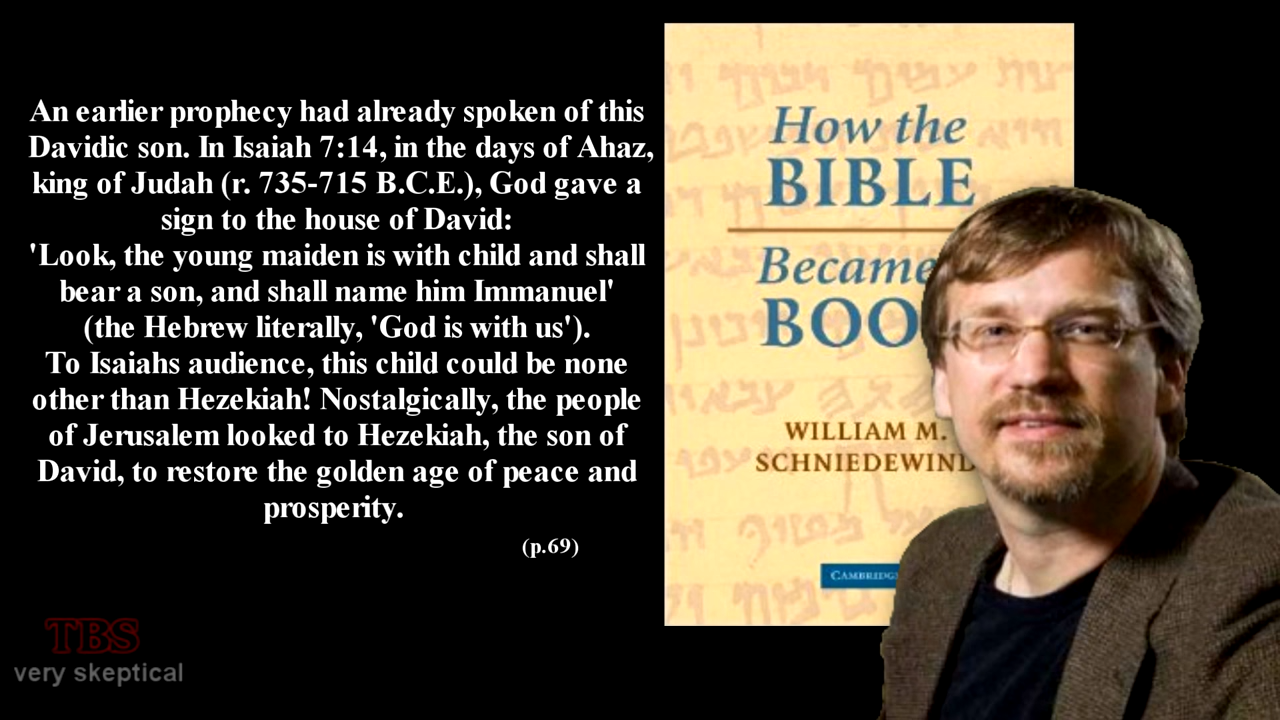 An earlier prophecy had already spoken of this
Davidic son. In Isaiah 7:14, in the days of Ahaz,
king of Judah (r. 735-715 B.C.E.), God gave a
sign to the house of David:
'Look, the young maiden is with child and shall
bear a son, and shall name him Immanuel'
(the Hebrew literally, 'God is with us').
To Isaiahs audience, this child could be none
other than Hezekiah! Nostalgically, the people
of Jerusalem looked to Hezekiah, the son of
David, to restore the golden age of peace and
prosperity.
(p.69)
TBS
very skeptical
How the
BIBLE
Became
BOO
WILLIAM M.
SCHNIEDEWIND
CAMBRIDGE